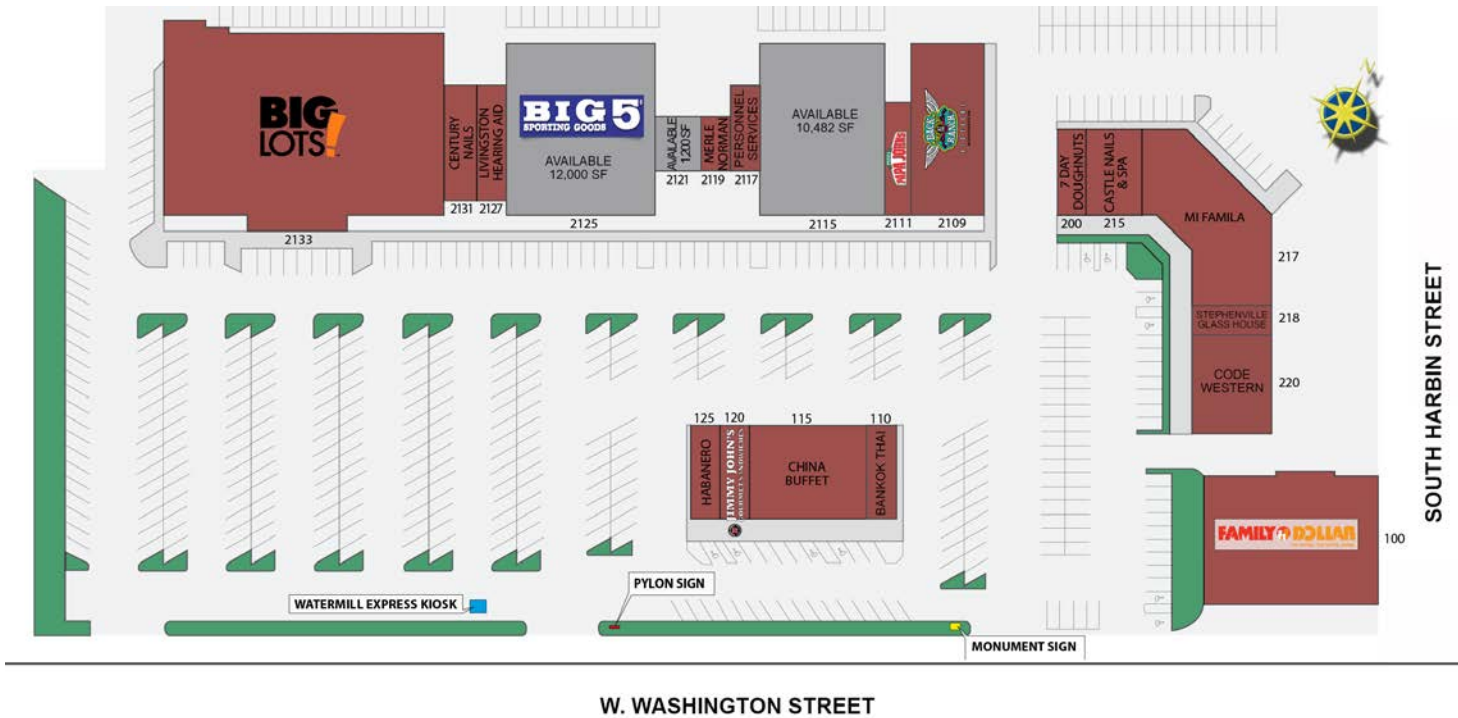 BIG
LOTS!
CENTURY
NAILS
LIVINGSTON
HEARING AID
BIG 5
SPORTING GOODS
AVAILABLE
12,000 SF
AVAILABLE
1,200 SF
MERLE
NORMAN
PERSONNEL
SERVICES
AVAILABLE
10,482 SF
PAPA JOHN'S
RANCH
7 DAY
DOUGHNUTS
CASTLE NAILS
& SPA
MI FAMILA
N
2133
2131
2127
2125
2121
2119
2117
2115
2111
2109
200
215
217
STEPHENVILLE
GLASS HOUSE
218
CODE
WESTERN
220
125
120
115
110
HABANERO
JIMMY JOHN'S
GOURMET SANDWICHES
CHINA
BUFFET
BANKOK THAI
FAMILY DOLLAR
100
PYLON SIGN
WATERMILL EXPRESS KIOSK
MONUMENT SIGN
SOUTH HARBIN STREET
W. WASHINGTON STREET